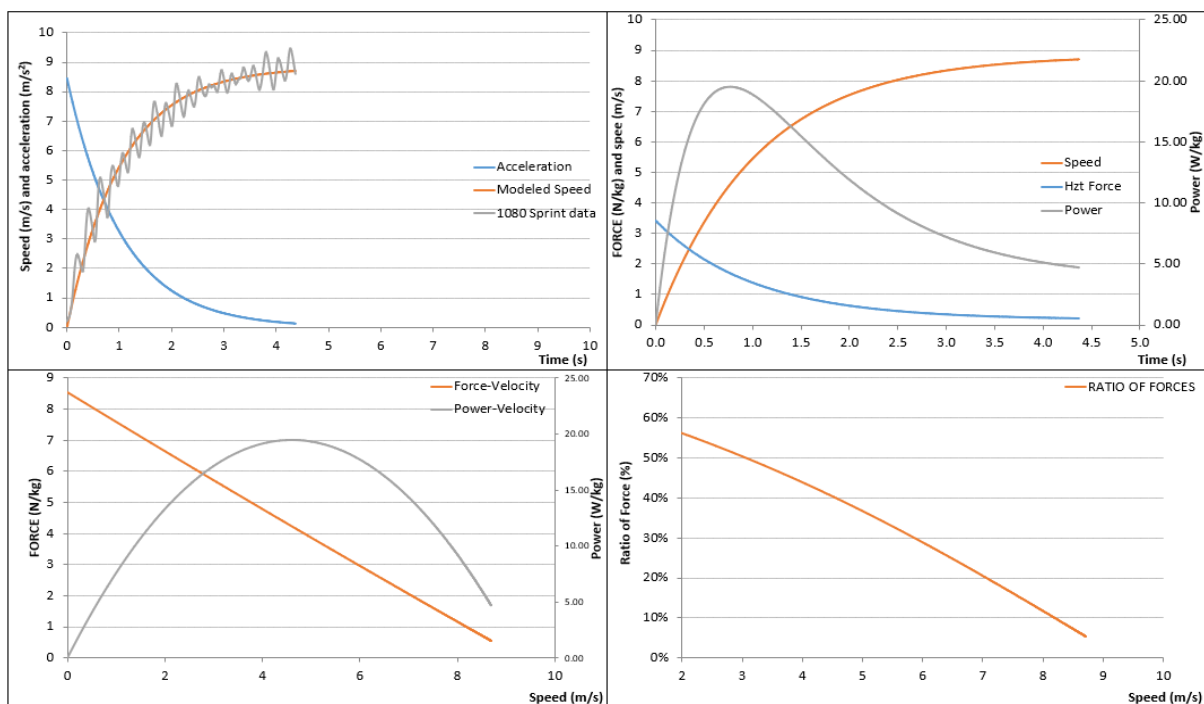 10
9
8
7
6
5
4
3
2
1
0
Speed (m/s) and acceleration (m/s²)
Acceleration
Modeled Speed
1080 Sprint data
0 1 2 3 4 5 6 7 8 9 10
Time (s)
10
9
8
7
6
5
4
3
2
1
0
FORCE (N/kg) and spee (m/s)
Speed
Hzt Force
Power
25.00
20.00
15.00
10.00
5.00
0.00
Power (W/kg)
0.0 0.5 1.0 1.5 2.0 2.5 3.0 3.5 4.0 4.5 5.0
Time (s)
9
8
7
6
5
4
3
2
1
0
FORCE (N/kg)
Force-Velocity
Power-Velocity
25.00
20.00
15.00
10.00
5.00
0.00
Power (W/kg)
0 2 4 6 8 10
Speed (m/s)
70%
60%
50%
40%
30%
20%
10%
0%
Ratio of Force (%)
RATIO OF FORCES
2 3 4 5 6 7 8 9 10
Speed (m/s)